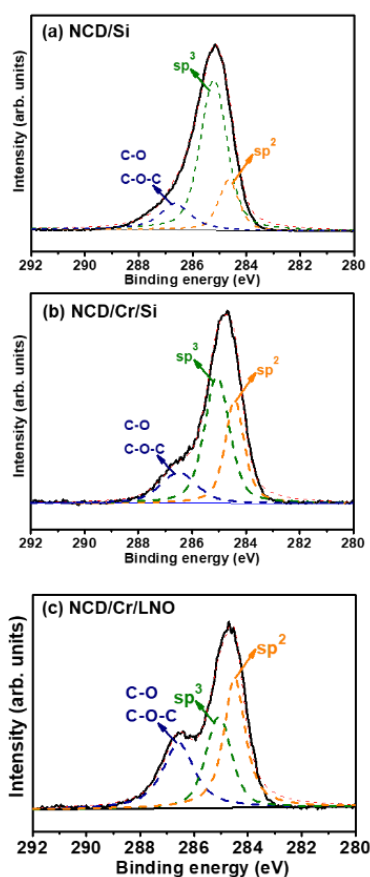 (a) NCD/Si
sp³
C-O
C-O-C
sp²
Intensity (arb. units)
292 290 288 286 284 282 280
Binding energy (eV)
(b) NCD/Cr/Si
sp³
sp²
C-O
C-O-C
Intensity (arb. units)
292 290 288 286 284 282 280
Binding energy (eV)
(c) NCD/Cr/LNO
sp²
C-O
sp³
C-O-C
Intensity (arb. units)
292 290 288 286 284 282 280
Binding energy (eV)